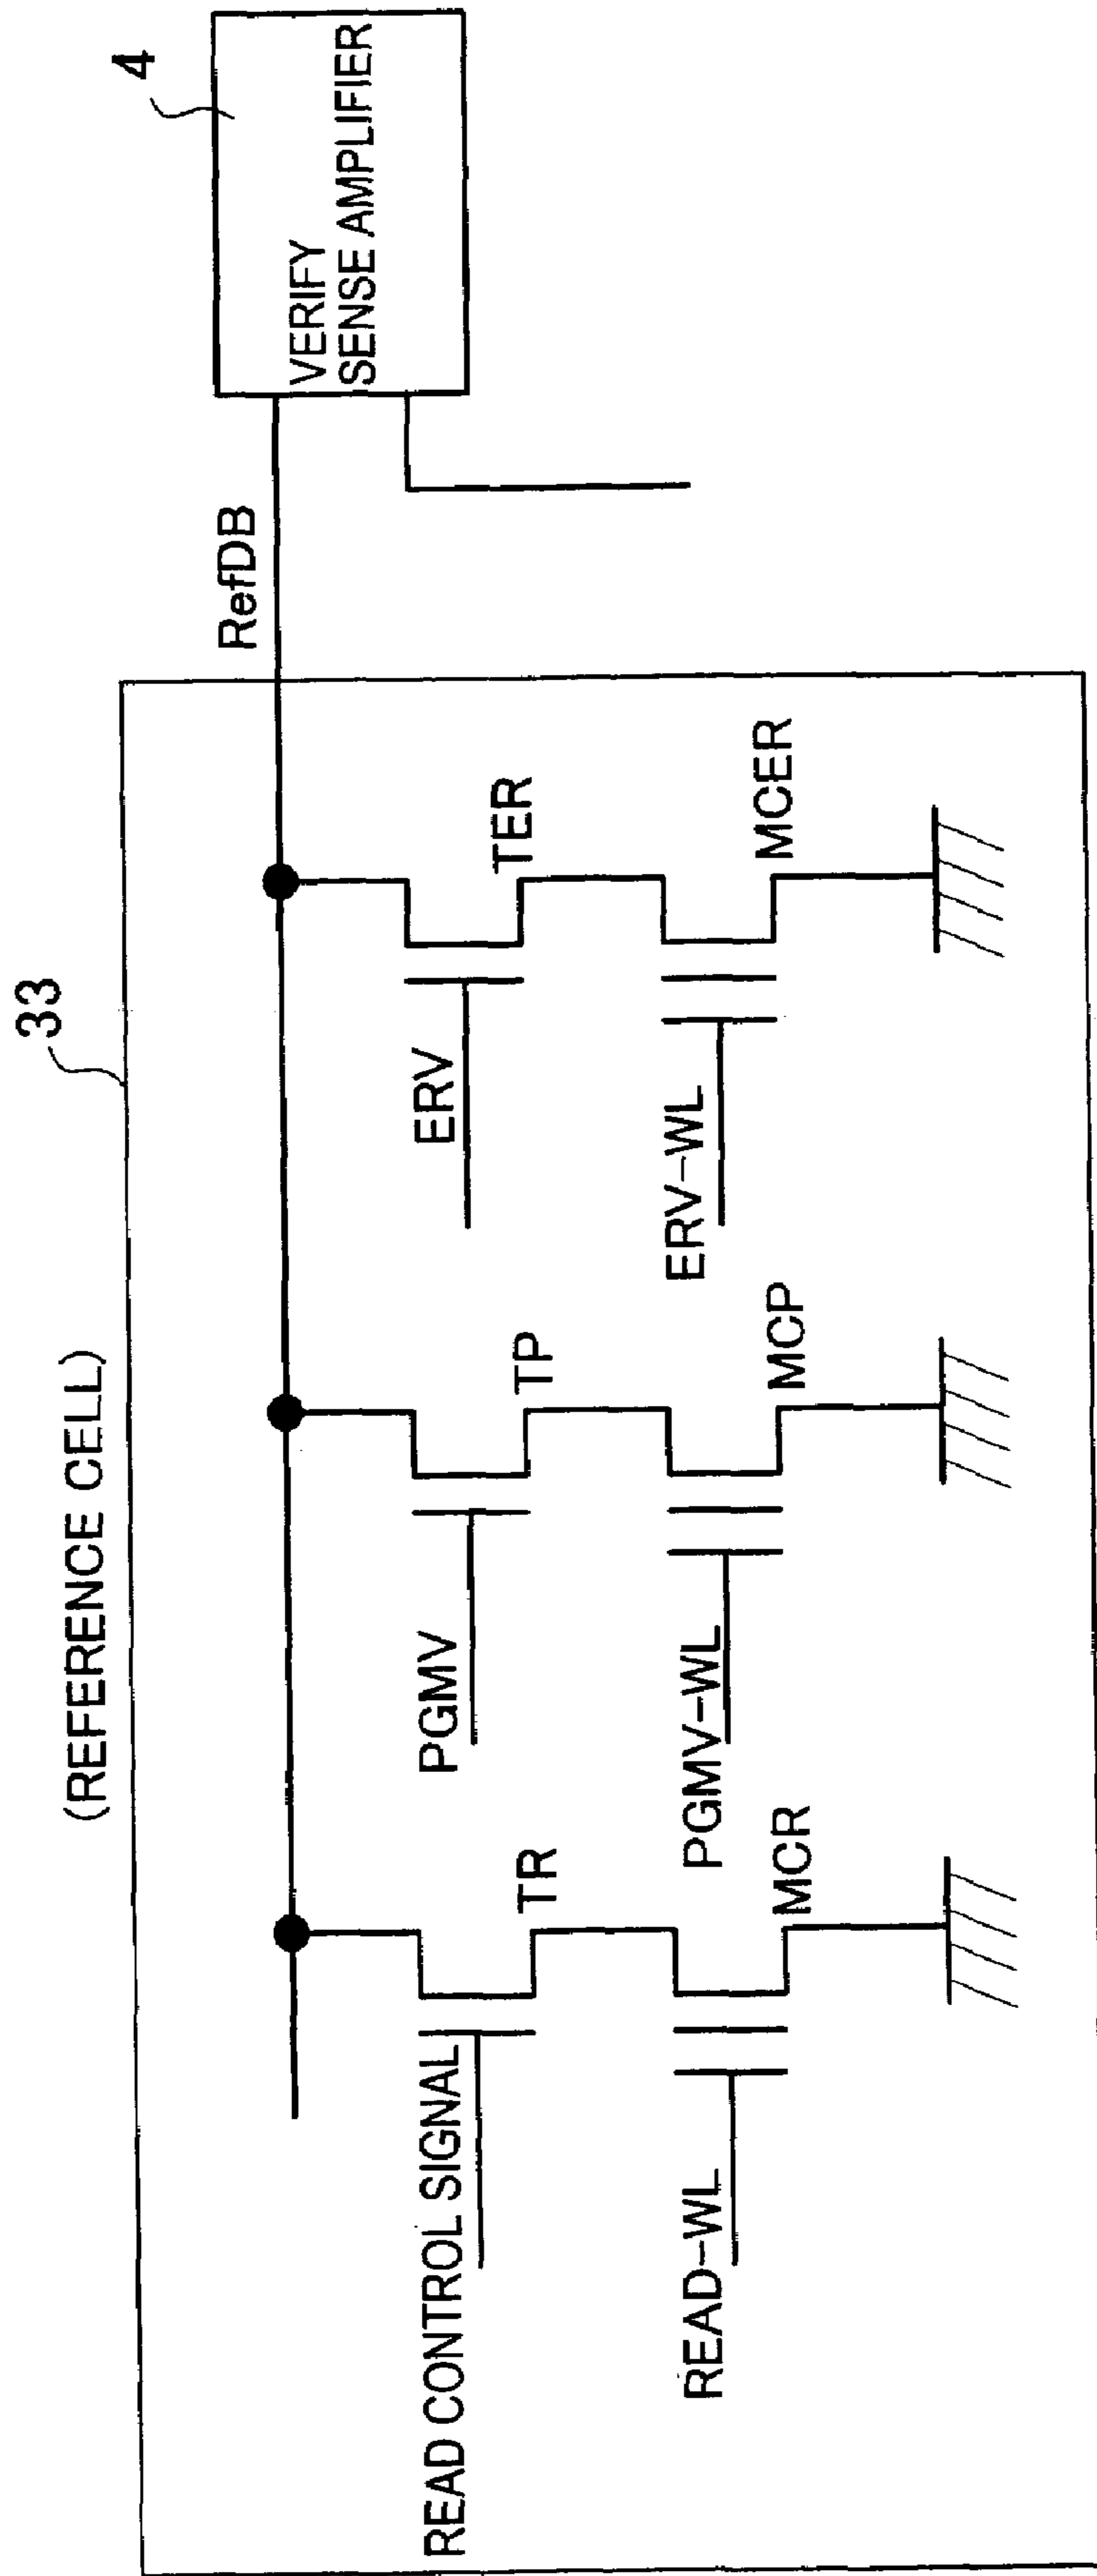 33
(REFERENCE CELL)
4
VERIFY
SENSE AMPLIFIER
RefDB
READ CONTROL SIGNAL
TR
PGMV
TP
ERV
TER
READ-WL
MCR
PGMV-WL
MCP
ERV-WL
MCER